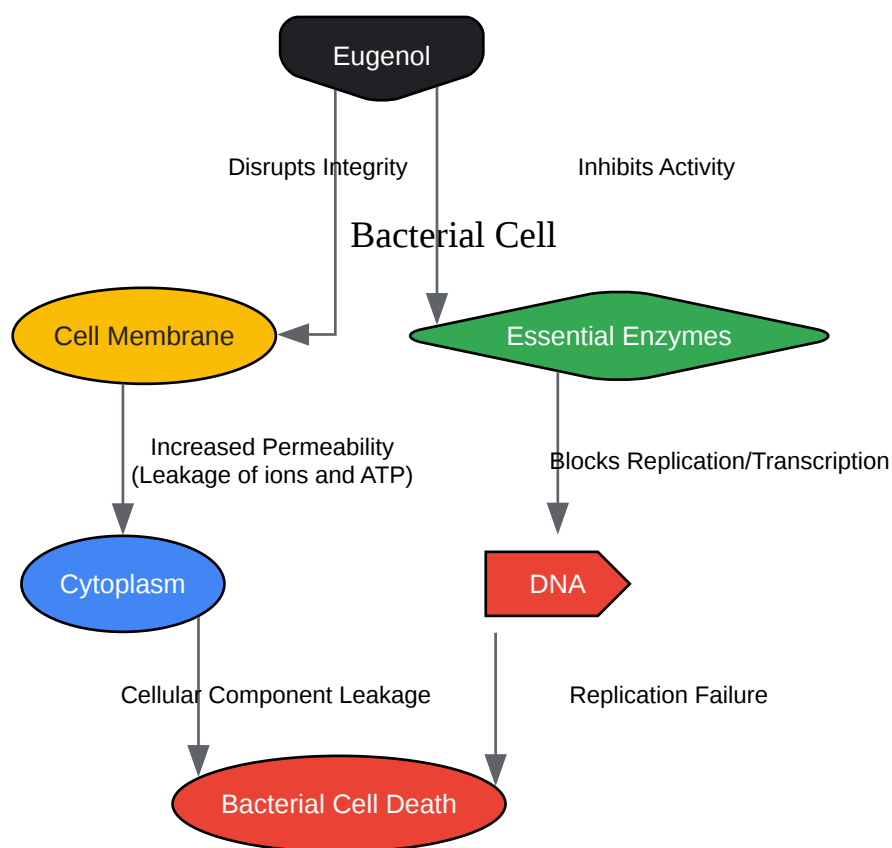 Eugenol
Disrupts Integrity
Inhibits Activity
Bacterial Cell
Cell Membrane
Essential Enzymes
Increased Permeability
(Leakage of ions and ATP)
Blocks Replication/Transcription
Cytoplasm
DNA
Cellular Component Leakage
Replication Failure
Bacterial Cell Death